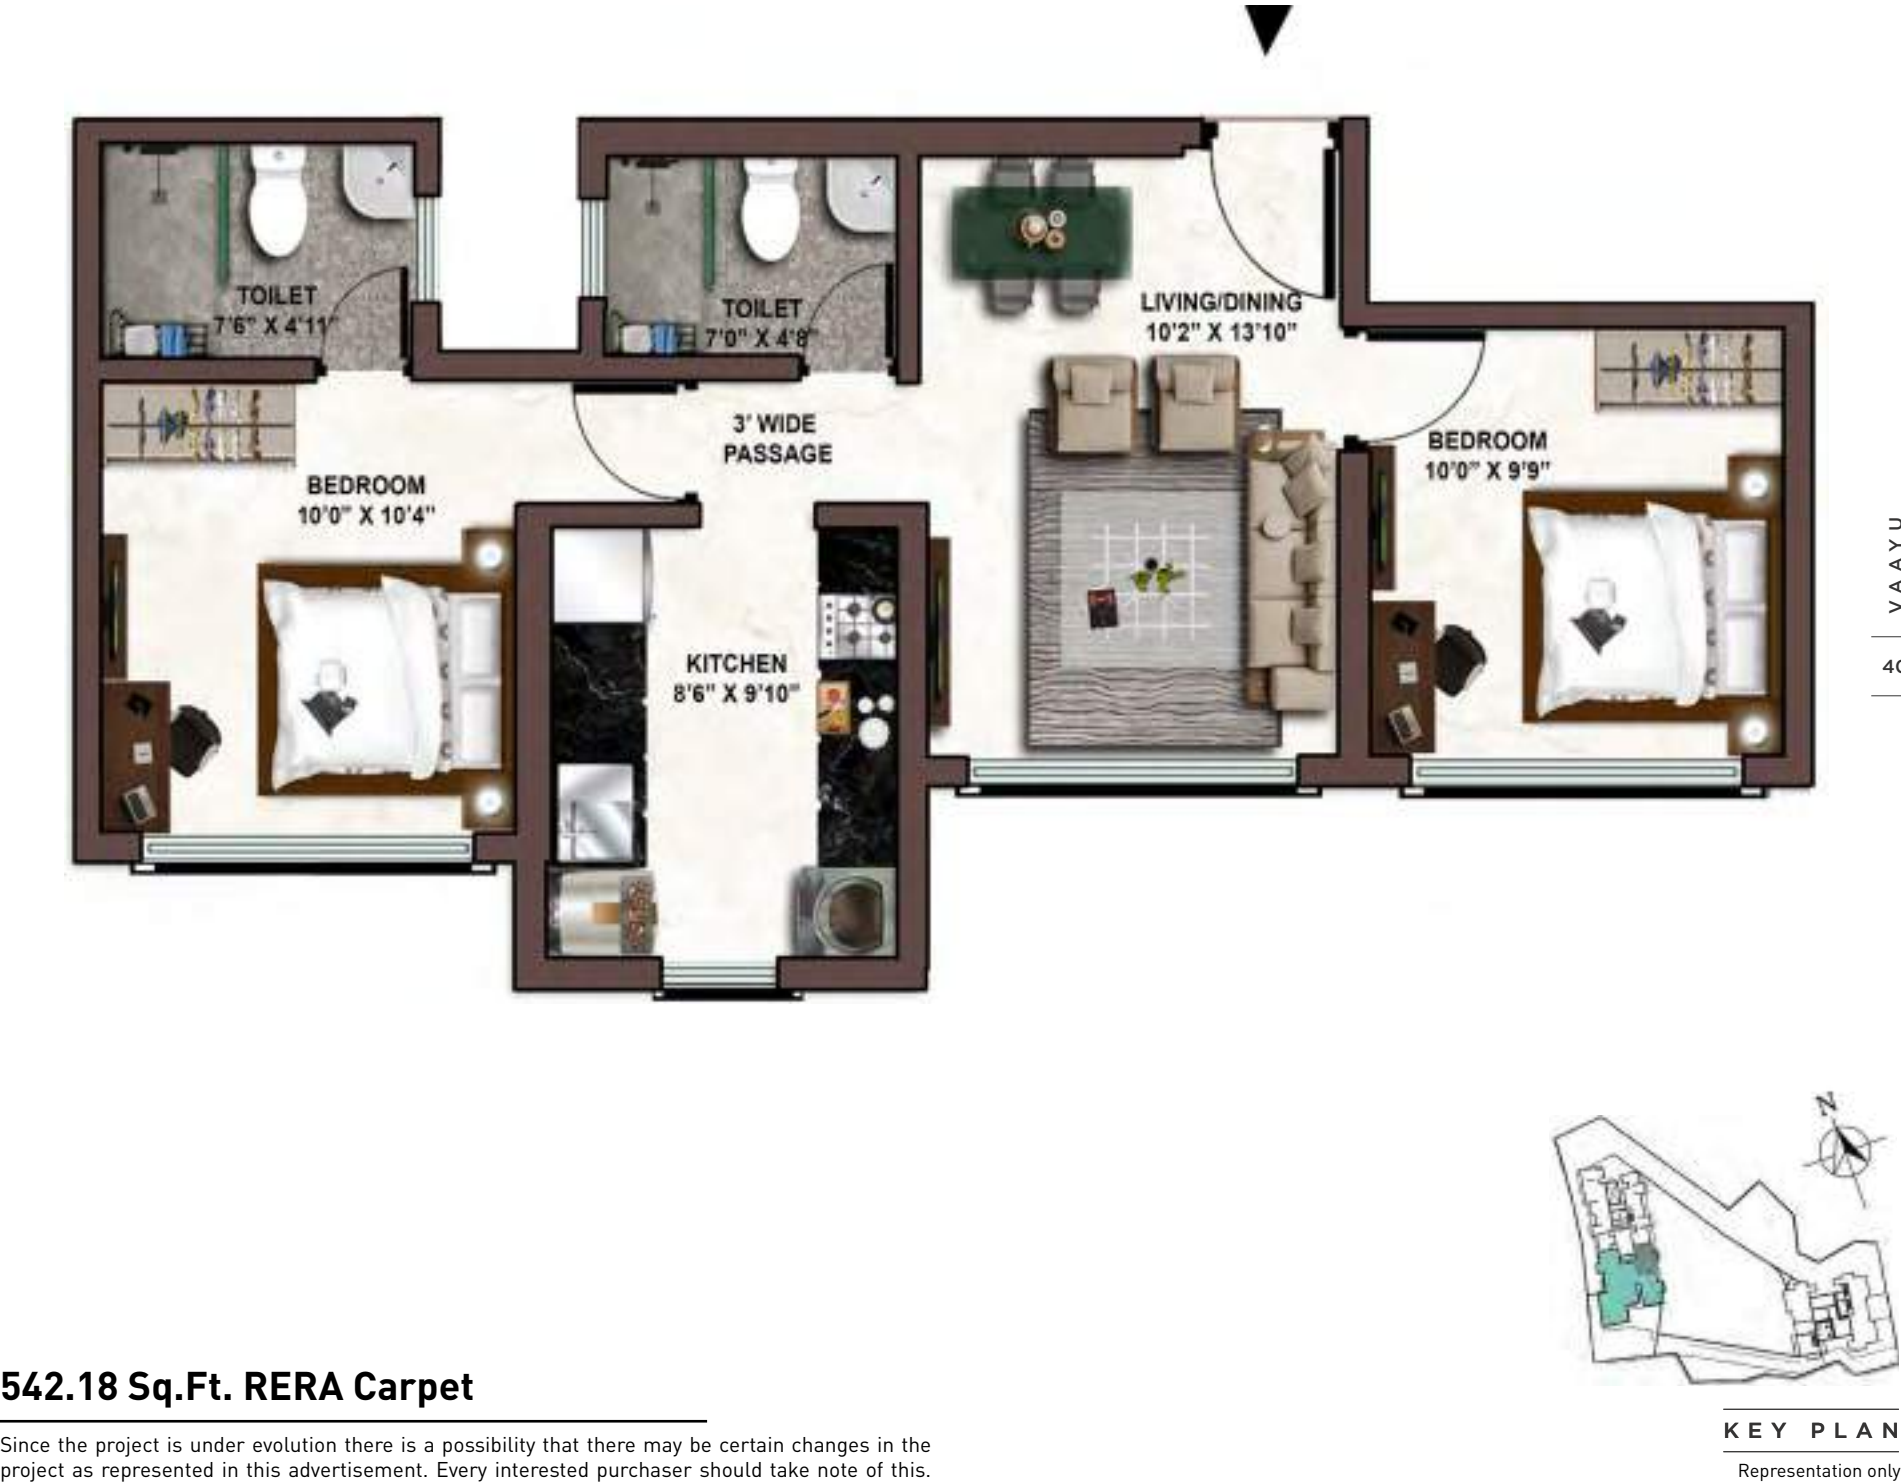 TOILET
7'6" X 4'11"
TOILET
7'0" X 4'8"
LIVING/DINING
10'2" X 13'10"
3' WIDE
PASSAGE
BEDROOM
10'0" X 9'9"
BEDROOM
10'0" X 10'4"
KITCHEN
8'6" X 9'10"
VAAYU
40
N
542.18 Sq.Ft. RERA Carpet
Since the project is under evolution there is a possibility that there may be certain changes in the
project as represented in this advertisement. Every interested purchaser should take note of this.
KEY PLAN
Representation only